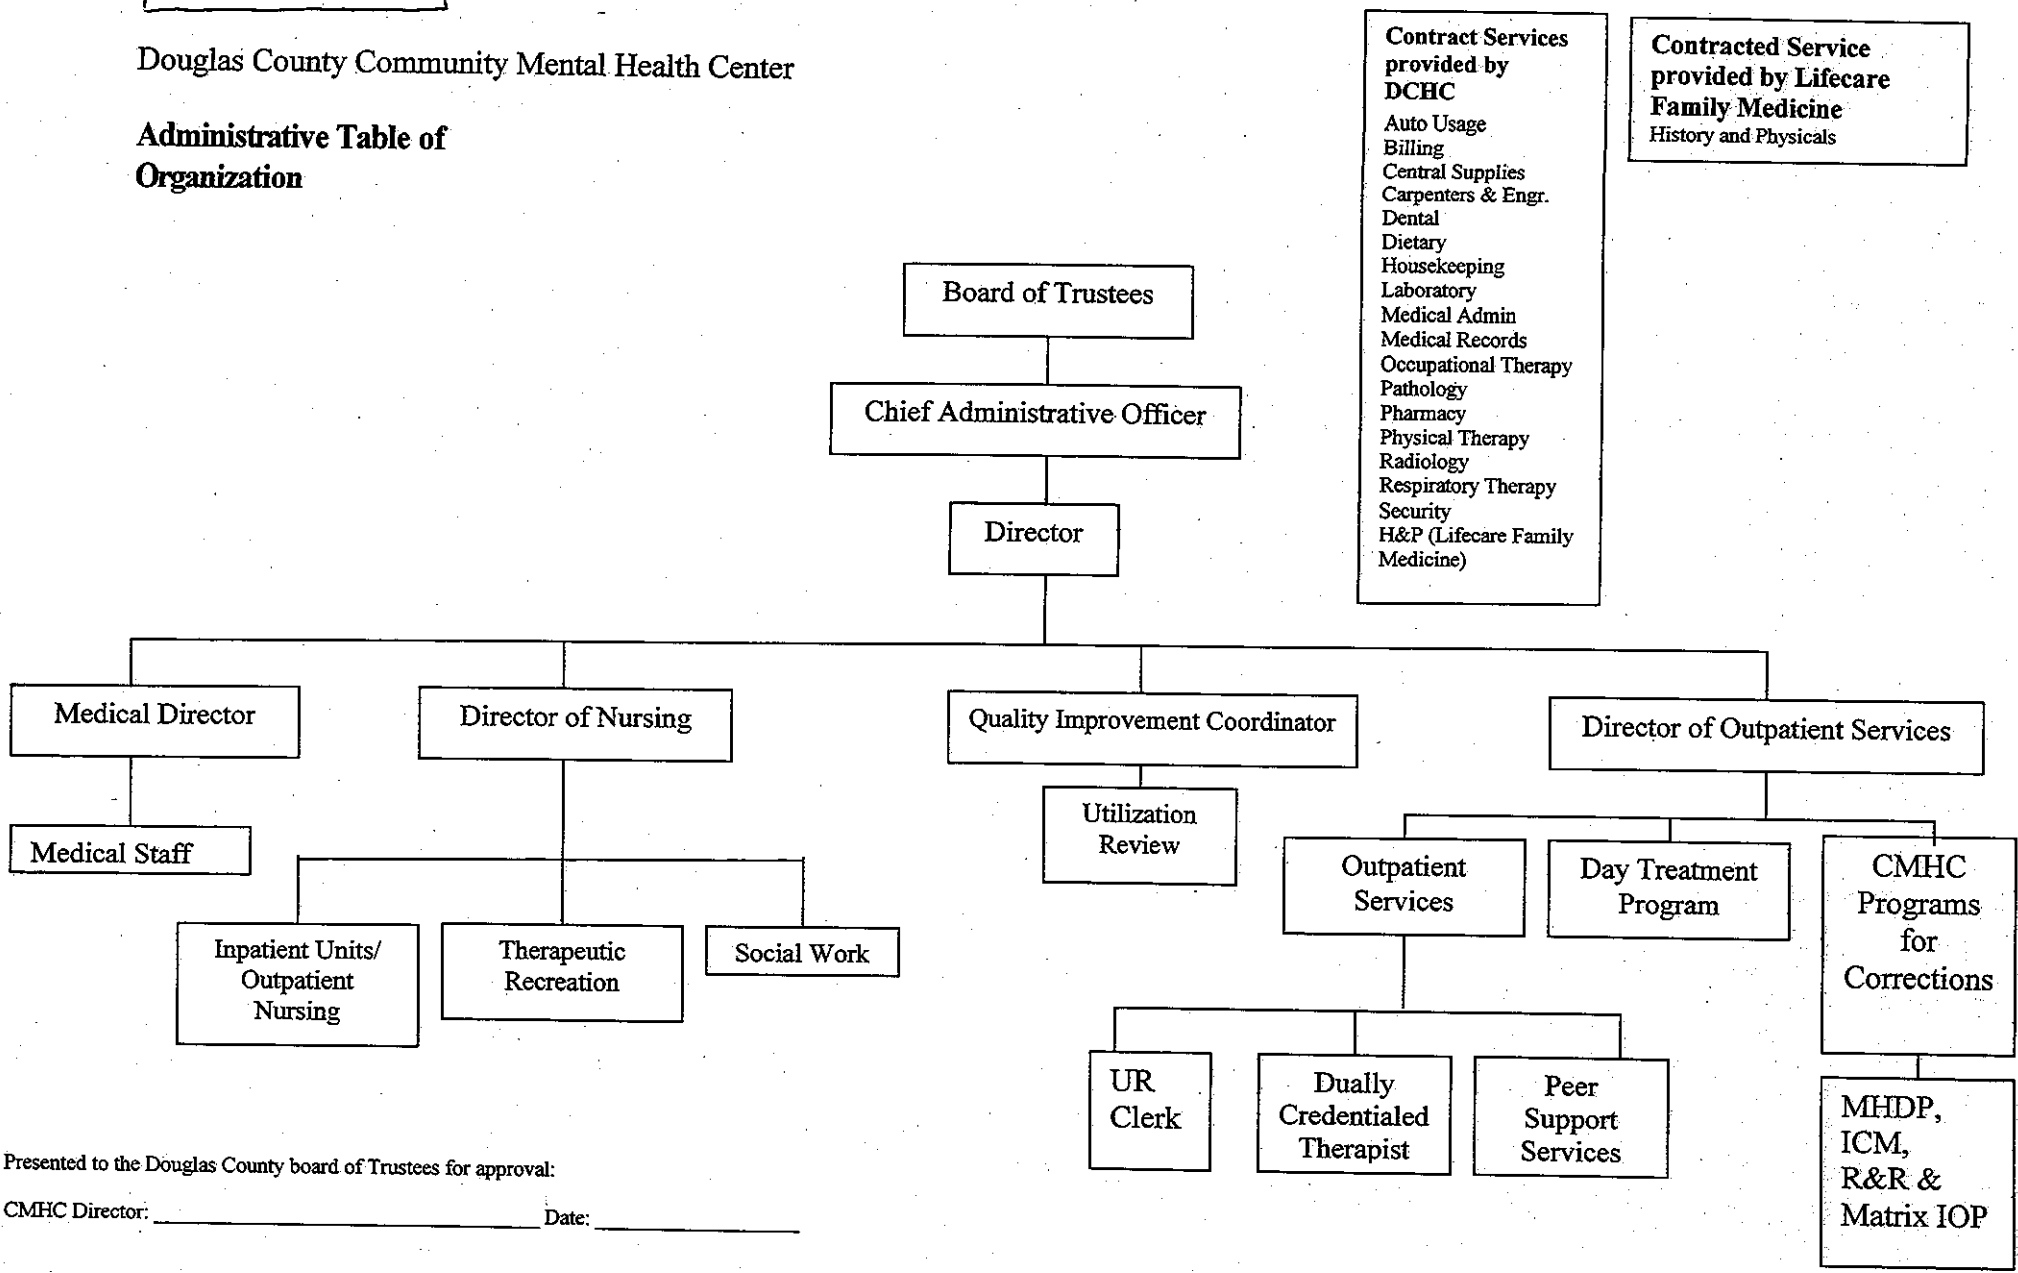 Douglas County Community Mental Health Center
Administrative Table of
Organization
Contract Services
provided by
DCHC
Auto Usage
Billing
Central Supplies
Carpenters & Engr.
Dental
Dietary
Housekeeping
Laboratory
Medical Admin
Medical Records
Occupational Therapy
Pathology
Pharmacy
Physical Therapy
Radiology
Respiratory Therapy
Security
H&P (Lifecare Family
Medicine)
Contracted Service
provided by Lifecare
Family Medicine
History and Physicals
Board of Trustees
Chief Administrative Officer
Director
Medical Director
Director of Nursing
Quality Improvement Coordinator
Director of Outpatient Services
Medical Staff
Utilization
Review
Outpatient
Services
Day Treatment
Program
CMHC
Programs
for
Corrections
Inpatient Units/
Outpatient
Nursing
Therapeutic
Recreation
Social Work
UR
Clerk
Dually
Credentialed
Therapist
Peer
Support
Services
MHDP,
ICM,
R&R &
Matrix IOP
Presented to the Douglas County board of Trustees for approval:
CMHC Director: Date: